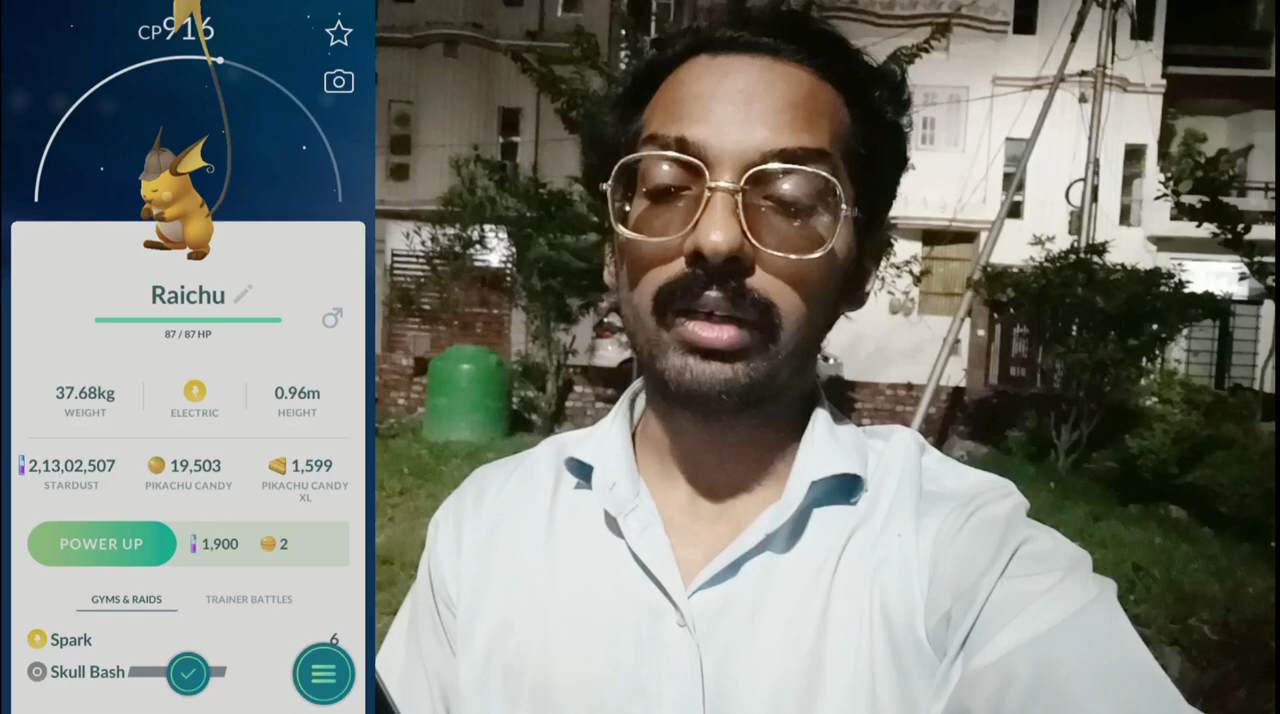 CP916
Raichu
87 / 87 HP
37.68kg
WEIGHT
ELECTRIC
0.96m
HEIGHT
2,13,02,507
STARDUST
19,503
PIKACHU CANDY
1,599
PIKACHU CANDY
XL
POWER UP
1,900
2
GYMS & RAIDS
TRAINER BATTLES
Spark
6
Skull Bash